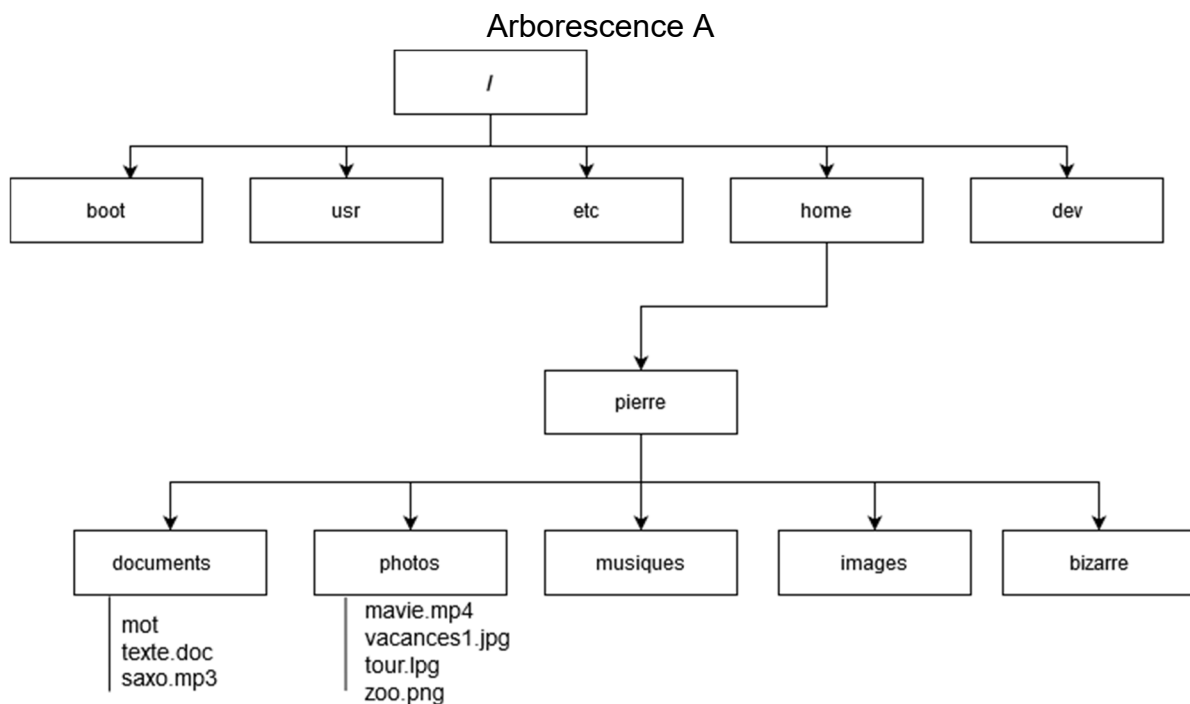 Arborescence A
/
boot
usr
etc
home
dev
pierre
documents
photos
musiques
images
bizarre
mot
texte.doc
saxo.mp3
mavie.mp4
vacances1.jpg
tour.lpg
zoo.png